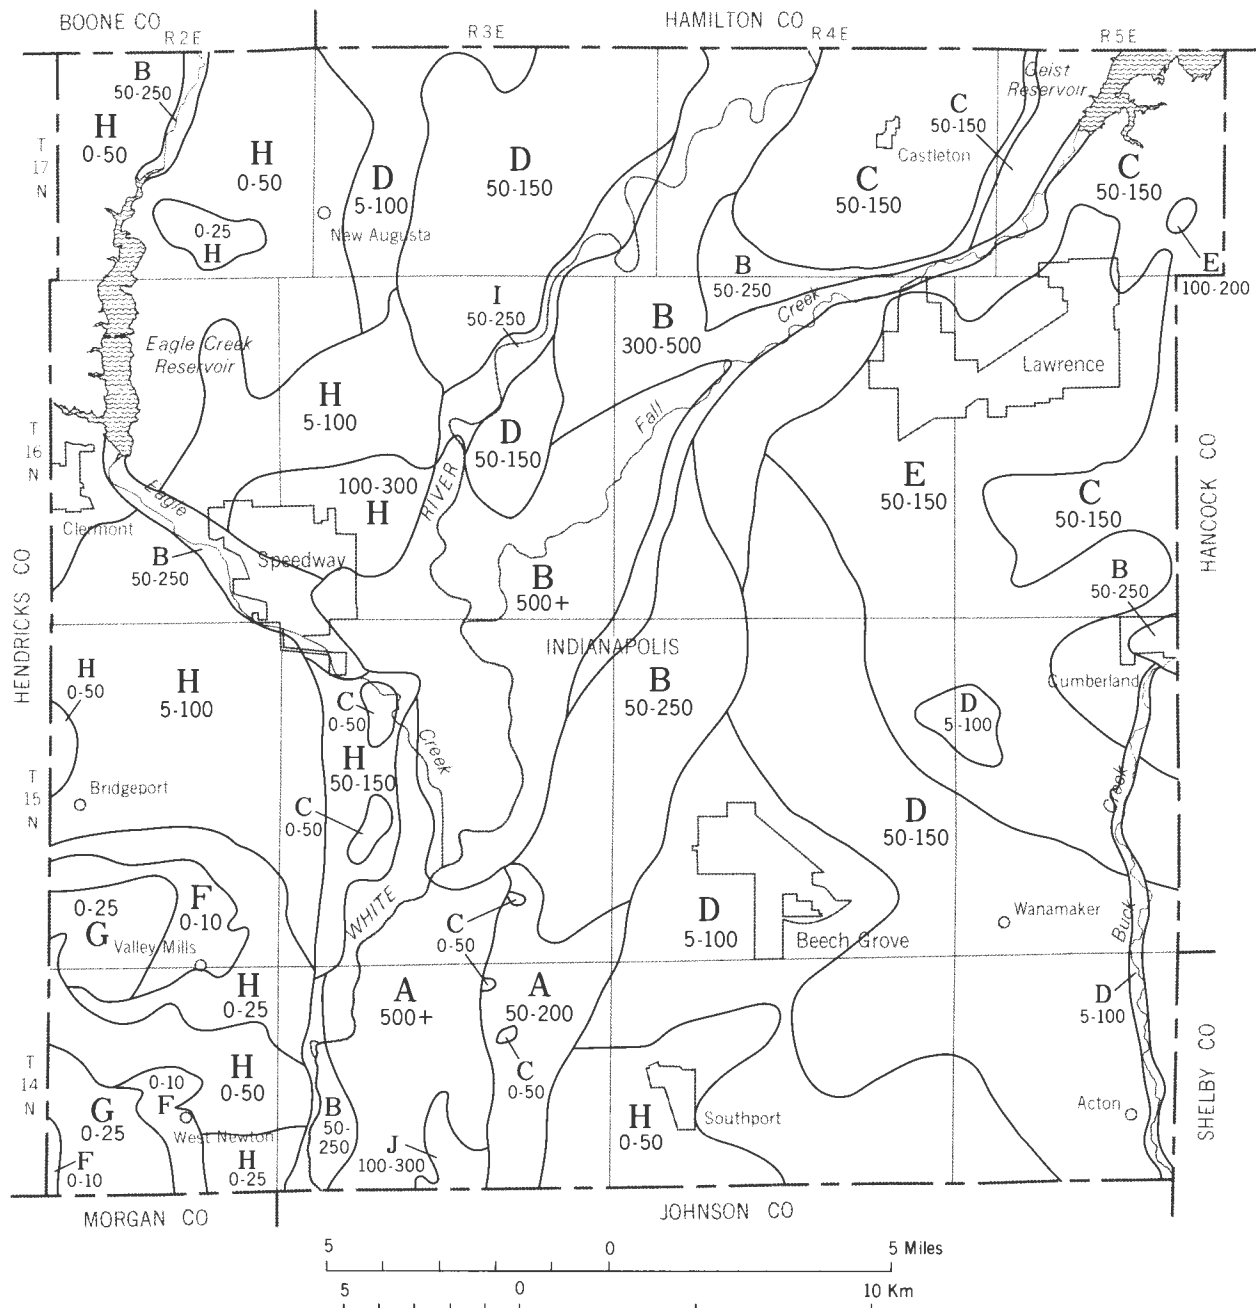 BOONE CO
HAMILTON CO
R 2 E
R 3 E
R 4 E
R 5 E
B
50-250
Geist
Reservoir
C
50-150
H
0-50
T
17
N
Castleton
H
0-50
D
5-100
D
50-150
C
50-150
C
50-150
0-25
H
New Augusta
E
100-200
B
50-250
I
50-250
Creek
B
300-500
Eagle Creek
Reservoir
Lawrence
H
5-100
Fall
T
16
N
D
50-150
E
50-150
HANCOCK CO
100-300
H
RIVER
Eagle
C
50-150
Clermont
Speedway
B
50-250
B
500+
B
50-250
HENDRICKS CO
INDIANAPOLIS
H
0-50
H
5-100
B
50-250
Cumberland
C
0-50
D
5-100
Creek
H
50-150
T
15
N
Bridgeport
C
0-50
Creek
D
50-150
F
0-10
0-25
G
Valley Mills
WHITE
C
0-50
D
5-100
Beech Grove
Wanamaker
Buck
H
0-25
A
500+
A
50-200
D
5-100
SHELBY CO
T
14
N
H
0-50
0-10
F
C
0-50
G
0-25
West Newton
B
50-
250
H
0-50
Southport
Acton
J
100-300
F
0-10
H
0-25
MORGAN CO
JOHNSON CO
5 0 5 Miles
5 0 10 Km